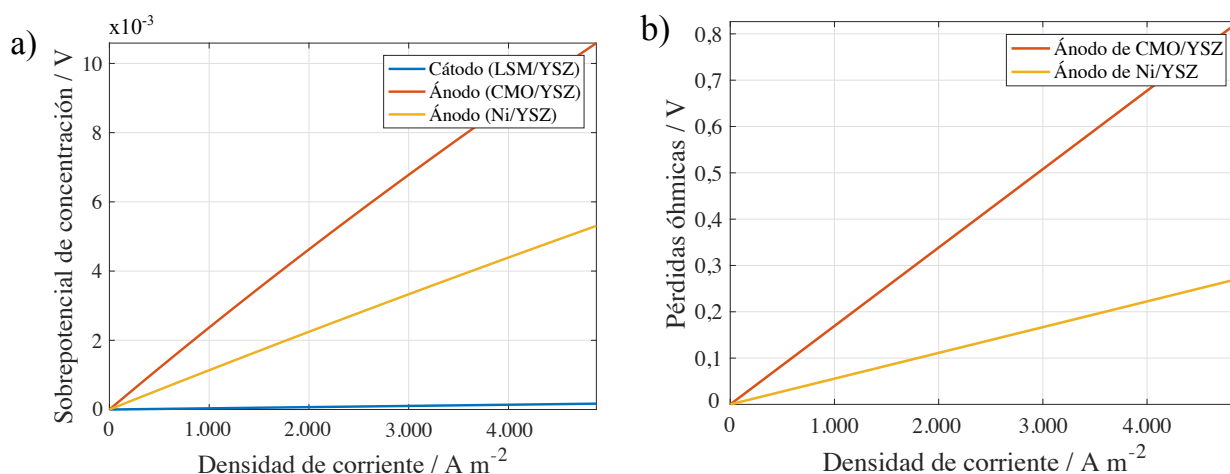 a)
x10-3
Sobrepotencial de concentración / V
10
8
6
4
2
0
0
1.000
2.000
3.000
4.000
Densidad de corriente / A m-2
Cátodo (LSM/YSZ)
Ánodo (CMO/YSZ)
Ánodo (Ni/YSZ)
b)
Pérdidas óhmicas / V
0,8
0,7
0,6
0,5
0,4
0,3
0,2
0,1
0
0
1.000
2.000
3.000
4.000
Densidad de corriente / A m-2
Ánodo de CMO/YSZ
Ánodo de Ni/YSZ